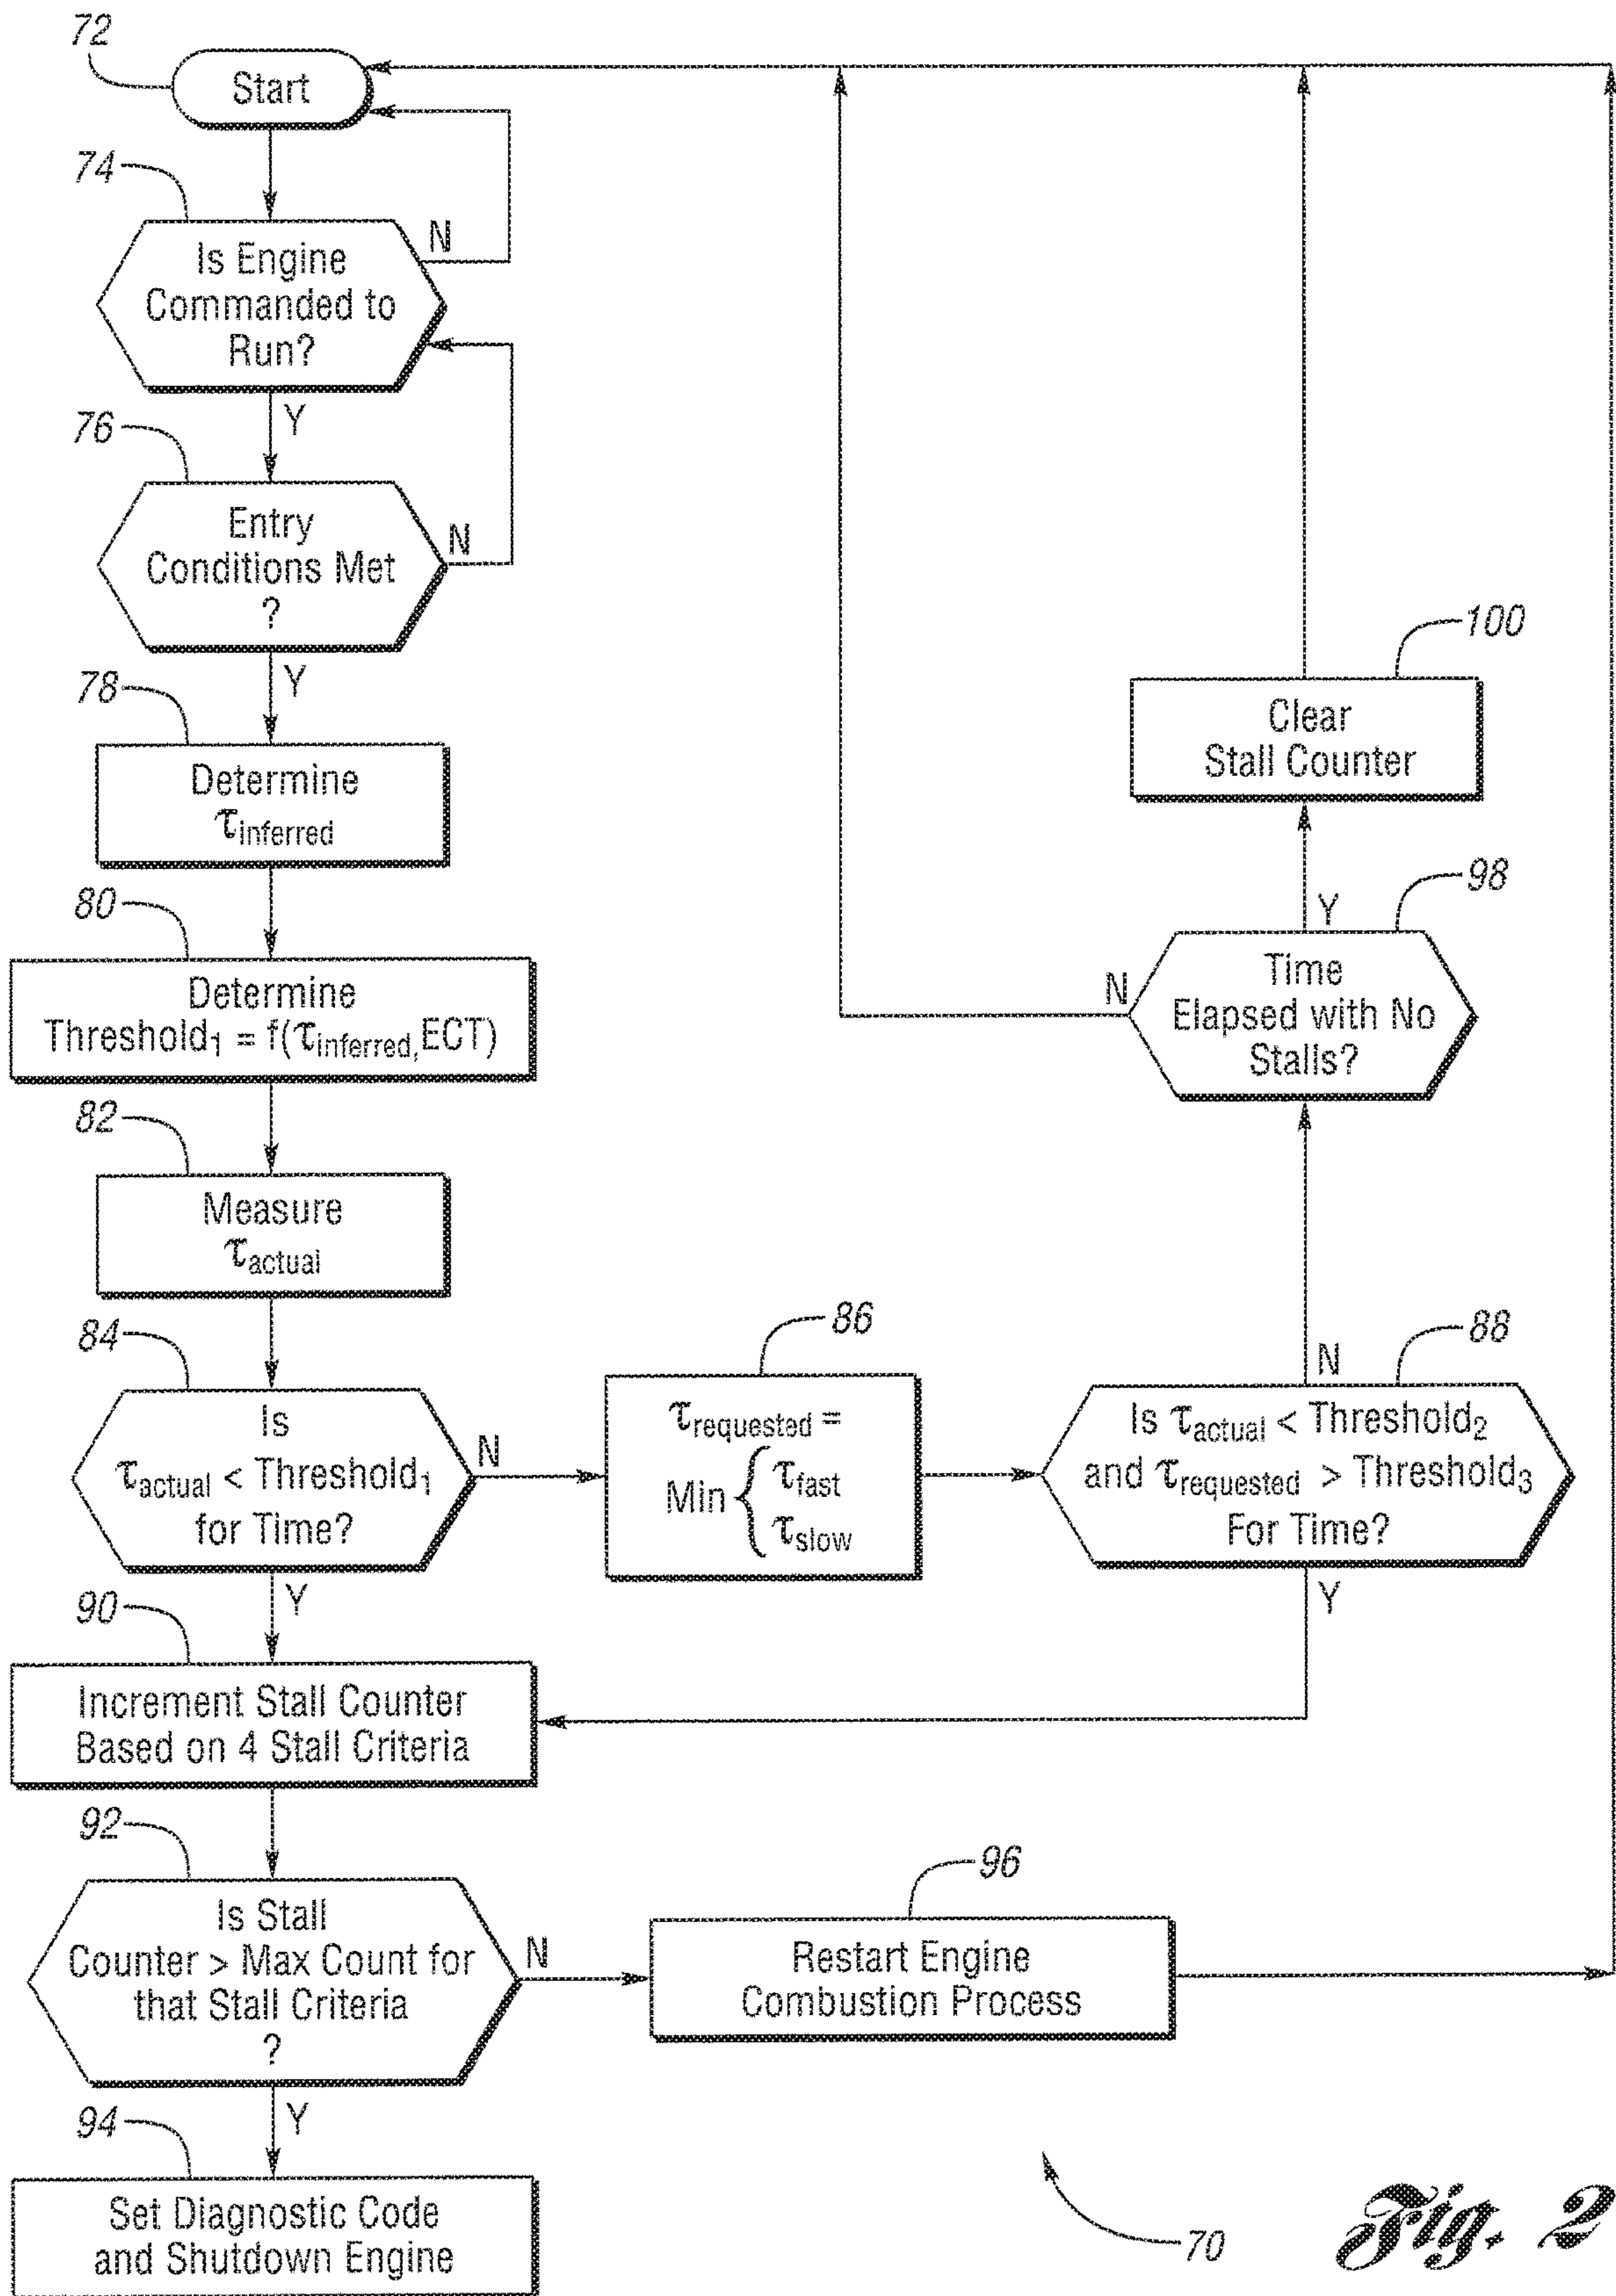 72
Start
74
Is Engine
Commanded to
Run?
N
Y
76
Entry
Conditions Met
?
N
Y
78
Determine
τinferred
80
Determine
Threshold1 = f(τinferred,ECT)
82
Measure
τactual
84
Is
τactual < Threshold1
for Time?
N
Y
86
τrequested =
Min { τfast
τslow
88
Is τactual < Threshold2
and τrequested > Threshold3
For Time?
N
Y
98
Time
Elapsed with No
Stalls?
N
Y
100
Clear
Stall Counter
90
Increment Stall Counter
Based on 4 Stall Criteria
92
Is Stall
Counter > Max Count for
that Stall Criteria
?
N
Y
96
Restart Engine
Combustion Process
94
Set Diagnostic Code
and Shutdown Engine
70
Fig. 2